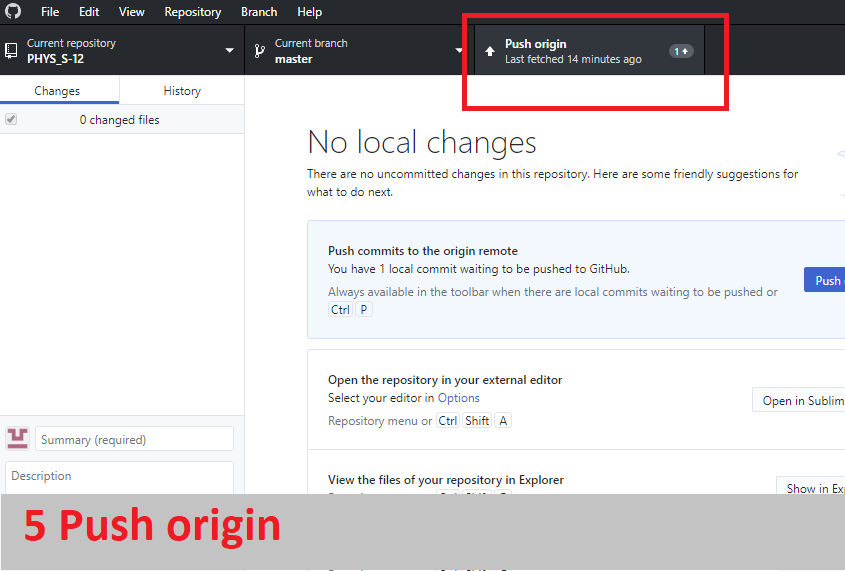 File Edit View Repository Branch Help
Current repository
PHYS_S-12
Current branch
master
Push origin
Last fetched 14 minutes ago
1
Changes History
0 changed files
No local changes
There are no uncommitted changes in this repository. Here are some friendly suggestions for
what to do next.
Push commits to the origin remote
You have 1 local commit waiting to be pushed to GitHub.
Always available in the toolbar when there are local commits waiting to be pushed or
Ctrl P
Push
Open the repository in your external editor
Select your editor in Options
Repository menu or Ctrl Shift A
Open in Sublim
View the files of your repository in Explorer
Show in Exp
Summary (required)
Description
5 Push origin